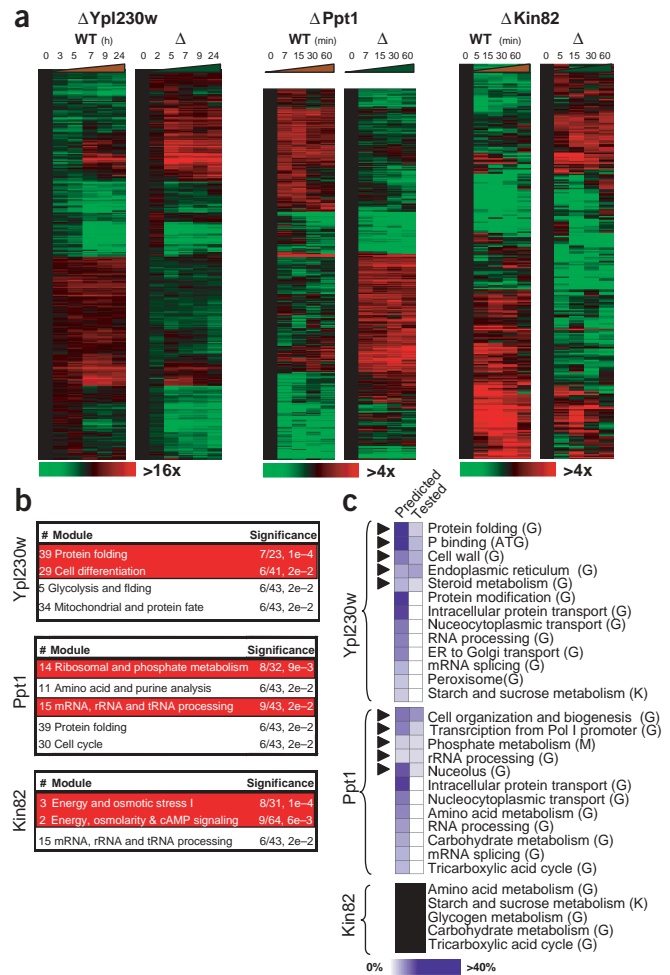 a
ΔYpl230w
WT (h) Δ
0 3 5 7 9 24 0 2 5 7 9 24
>16x
ΔPpt1
WT (min) Δ
0 7 15 30 60 0 7 15 30 60
>4x
ΔKin82
WT (min) Δ
0 5 15 30 60 0 5 15 30 60
>4x
b
Ypl230w
# Module Significance
39 Protein folding 7/23, 1e–4
29 Cell differentiation 6/41, 2e–2
5 Glycolysis and flding 6/43, 2e–2
34 Mitochondrial and protein fate 6/43, 2e–2
Ppt1
# Module Significance
14 Ribosomal and phosphate metabolism 8/32, 9e–3
11 Amino acid and purine analysis 6/43, 2e–2
15 mRNA, rRNA and tRNA processing 9/43, 2e–2
39 Protein folding 6/43, 2e–2
30 Cell cycle 6/43, 2e–2
Kin82
# Module Significance
3 Energy and osmotic stress I 8/31, 1e–4
2 Energy, osmolarity & cAMP signaling 9/64, 6e–3
15 mRNA, rRNA and tRNA processing 6/43, 2e–2
c
Predicted
Tested
Ypl230w
Protein folding (G)
P binding (ATG)
Cell wall (G)
Endoplasmic reticulum (G)
Steroid metabolism (G)
Protein modification (G)
Intracellular protein transport (G)
Nuceocytoplasmic transport (G)
RNA processing (G)
ER to Golgi transport (G)
mRNA splicing (G)
Peroxisome(G)
Starch and sucrose metabolism (K)
Ppt1
Cell organization and biogenesis (G)
Transrciption from Pol I promoter (G)
Phosphate metabolism (M)
rRNA processing (G)
Nucleolus (G)
Intracellular protein transport (G)
Nucleocytoplasmic transport (G)
Amino acid metabolism (G)
RNA processing (G)
Carbohydrate metabolism (G)
mRNA splicing (G)
Tricarboxylic acid cycle (G)
Kin82
Amino acid metabolism (G)
Starch and sucrose metabolism (K)
Glycogen metabolism (G)
Carbohydrate metabolism (G)
Tricarboxylic acid cycle (G)
0% >40%